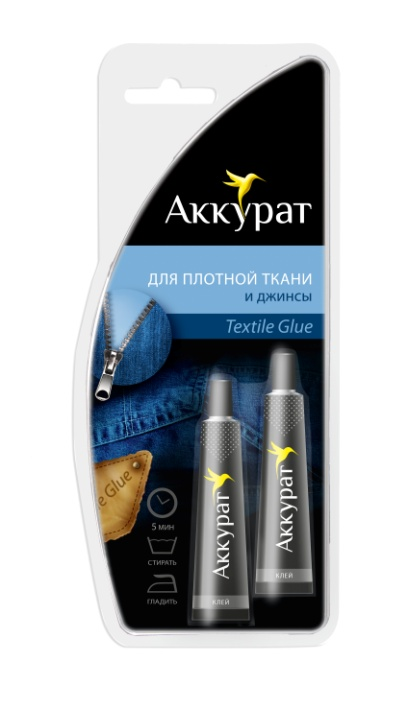 Аккурат
ДЛЯ ПЛОТНОЙ ТКАНИ
И ДЖИНСЫ
Textile Glue
e Glue
5 МИН
СТИРАТЬ
ГЛАДИТЬ
Аккурат
КЛЕЙ
Аккурат
КЛЕЙ